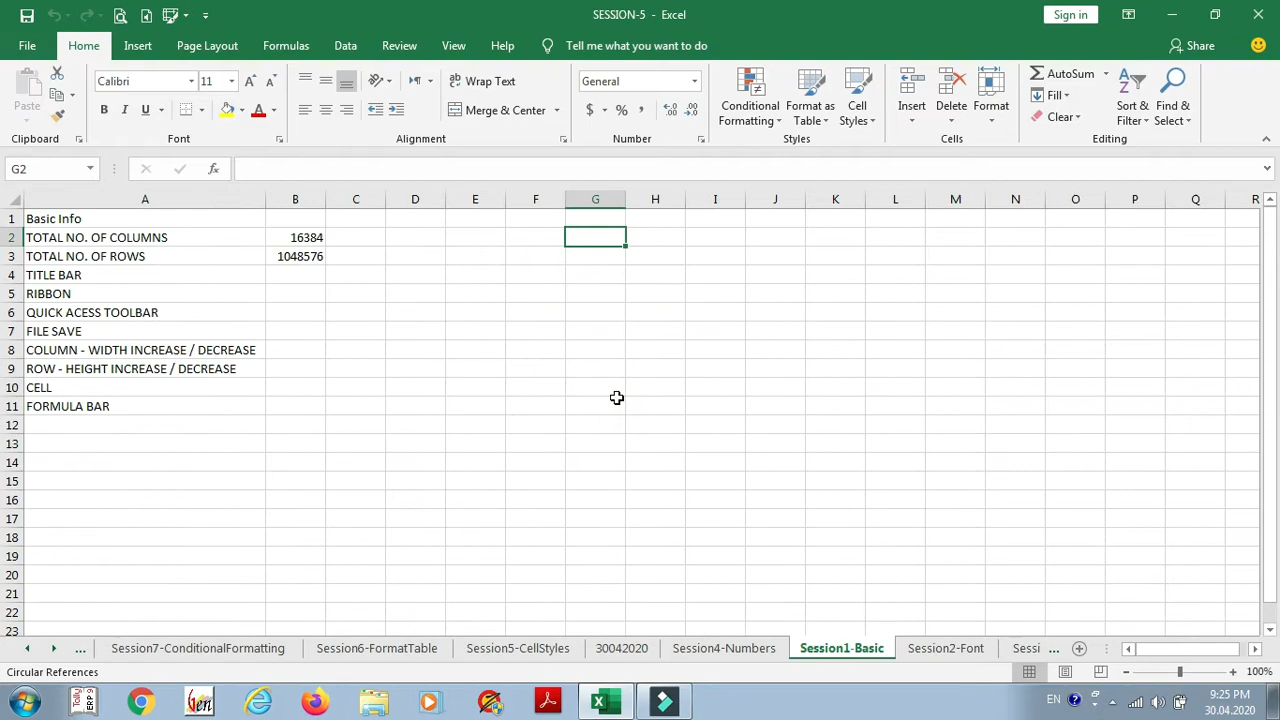 SESSION-5 - Excel
Sign in
File Home Insert Page Layout Formulas Data Review View Help Tell me what you want to do Share
Paste
Clipboard
Calibri 11
B I U
A
Font
Wrap Text
Merge & Center
Alignment
General
$ % ,
Number
Conditional Formatting
Format as Table
Cell Styles
Styles
Insert Delete Format
Cells
AutoSum
Fill
Clear
Sort & Filter
Find & Select
Editing
G2 fx
A B C D E F G H I J K L M N O P Q R
1 Basic Info
2 TOTAL NO. OF COLUMNS 16384
3 TOTAL NO. OF ROWS 1048576
4 TITLE BAR
5 RIBBON
6 QUICK ACESS TOOLBAR
7 FILE SAVE
8 COLUMN - WIDTH INCREASE / DECREASE
9 ROW - HEIGHT INCREASE / DECREASE
10 CELL
11 FORMULA BAR
12
13
14
15
16
17
18
19
20
21
22
23
... Session7-ConditionalFormatting Session6-FormatTable Session5-CellStyles 30042020 Session4-Numbers Session1-Basic Session2-Font Sessi ...
Circular References 100%
EN 9:25 PM
30.04.2020